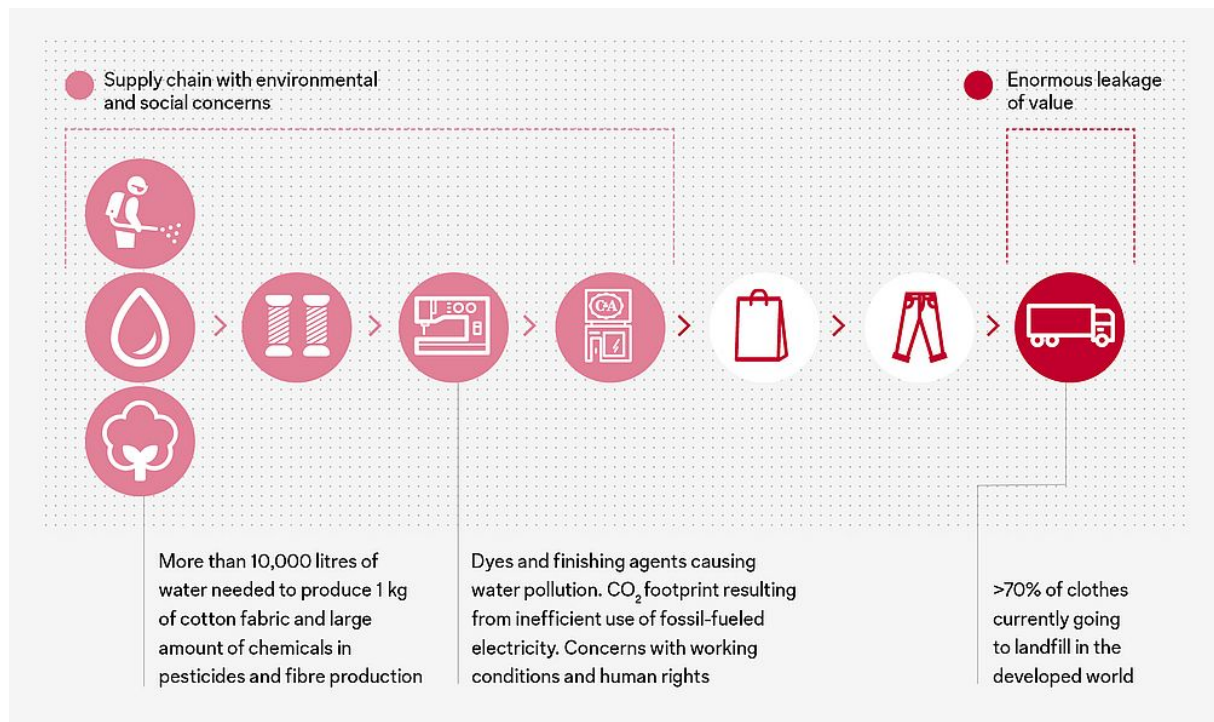 Supply chain with environmental
and social concerns
Enormous leakage
of value
C&A
More than 10,000 litres of
water needed to produce 1 kg
of cotton fabric and large
amount of chemicals in
pesticides and fibre production
Dyes and finishing agents causing
water pollution. CO₂ footprint resulting
from inefficient use of fossil-fueled
electricity. Concerns with working
conditions and human rights
>70% of clothes
currently going
to landfill in the
developed world